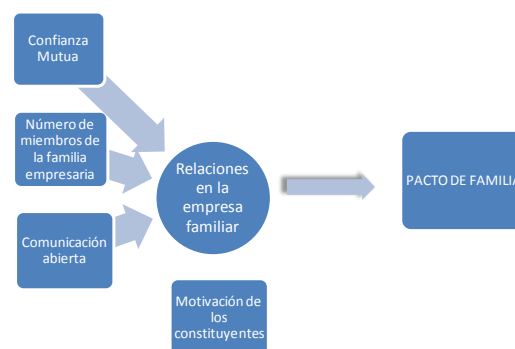 Confianza
Mutua
Número de
miembros de
la familia
empresaria
Comunicación
abierta
Relaciones
en la
empresa
familiar
Motivación de
los
constituyentes
PACTO DE FAMILIA